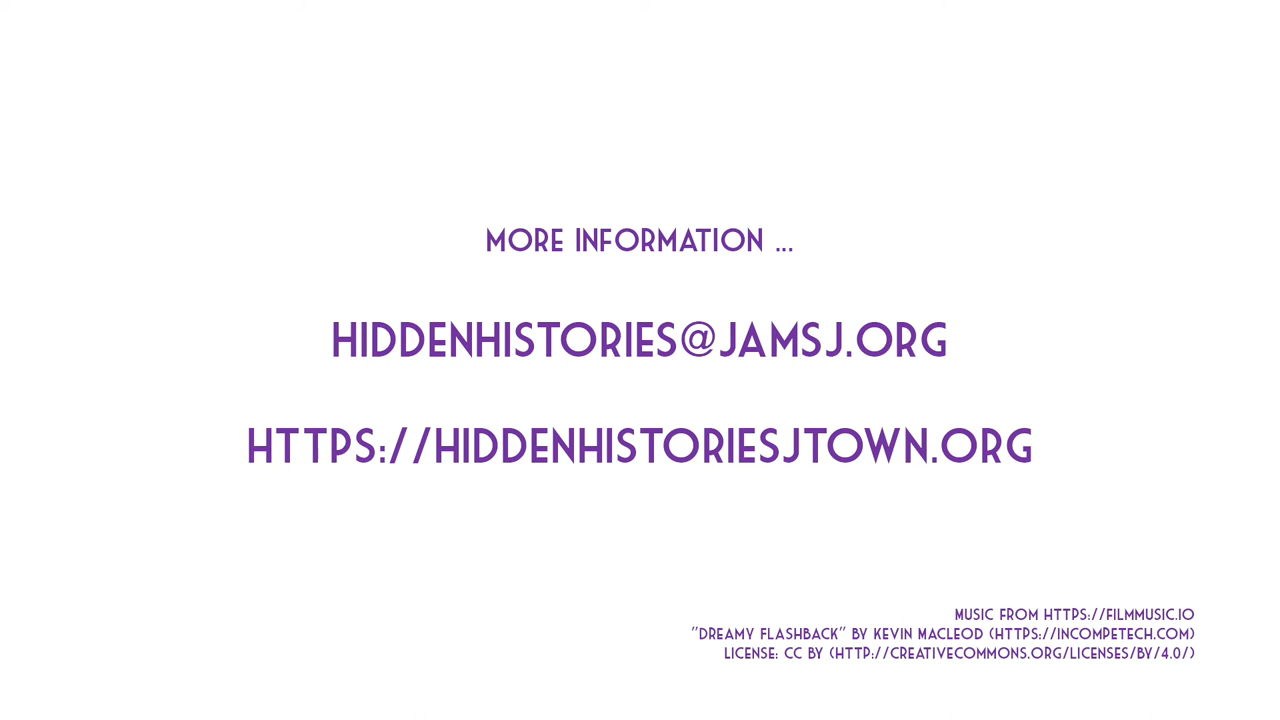 MORE INFORMATION ...
HIDDENHISTORIES@JAMSJ.ORG
HTTPS://HIDDENHISTORIESJTOWN.ORG
MUSIC FROM HTTPS://FILMMUSIC.IO
"DREAMY FLASHBACK" BY KEVIN MACLEOD (HTTPS://INCOMPETECH.COM)
LICENSE: CC BY (HTTP://CREATIVECOMMONS.ORG/LICENSES/BY/4.0/)